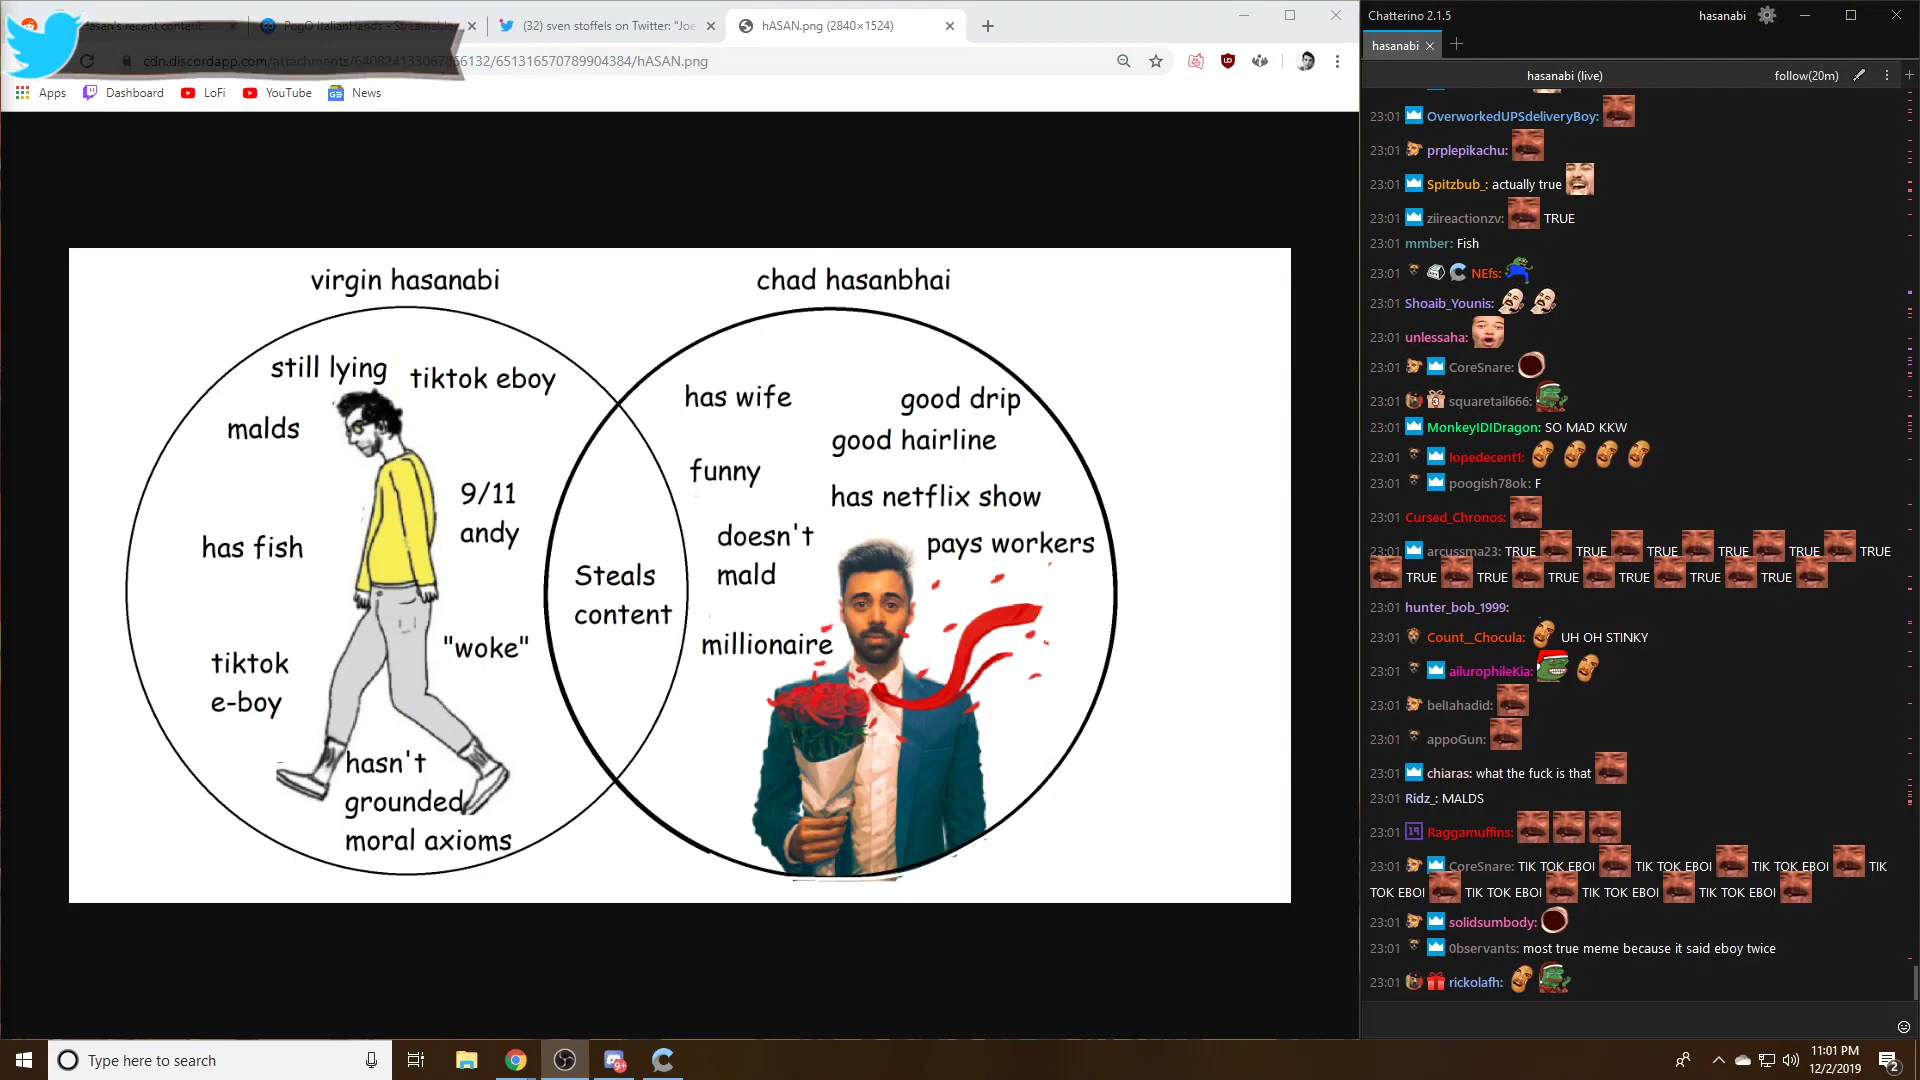 Hasan's recent content
PogO ItalianHands - Streamable
(32) sven stoffels on Twitter: "Joe
hASAN.png (2840×1524)
cdn.discordapp.com/attachments/640824133067866132/651316570789904384/hASAN.png
Apps
Dashboard
LoFi
YouTube
News
virgin hasanabi
chad hasanbhai
still lying
tiktok eboy
malds
9/11
andy
has fish
"woke"
tiktok
e-boy
hasn't
grounded
moral axioms
Steals
content
has wife
good drip
good hairline
funny
has netflix show
doesn't
mald
pays workers
millionaire
Chatterino 2.1.5
hasanabi
hasanabi
hasanabi (live)
follow(20m)
23:01 OverworkedUPSdeliveryBoy:
23:01 prplepikachu:
23:01 Spitzbub_: actually true
23:01 ziireactionzv: TRUE
23:01 mmber: Fish
23:01 NEfs:
23:01 Shoaib_Younis:
23:01 unlessaha:
23:01 CoreSnare:
23:01 squaretail666:
23:01 MonkeyIDIDragon: SO MAD KKW
23:01 lopedecent1:
23:01 poogish78ok: F
23:01 Cursed_Chronos:
23:01 arcussma23: TRUE TRUE TRUE TRUE TRUE TRUE
TRUE TRUE TRUE TRUE TRUE TRUE
23:01 hunter_bob_1999:
23:01 Count__Chocula: UH OH STINKY
23:01 ailurophileKia:
23:01 bellahadid:
23:01 appoGun:
23:01 chiaras: what the fuck is that
23:01 Ridz_: MALDS
23:01 Raggamuffins:
23:01 CoreSnare: TIK TOK EBOI TIK TOK EBOI TIK TOK EBOI TIK
TOK EBOI TIK TOK EBOI TIK TOK EBOI TIK TOK EBOI
23:01 solidsumbody:
23:01 0bservants: most true meme because it said eboy twice
23:01 rickolafh:
Type here to search
9+
11:01 PM
12/2/2019
2